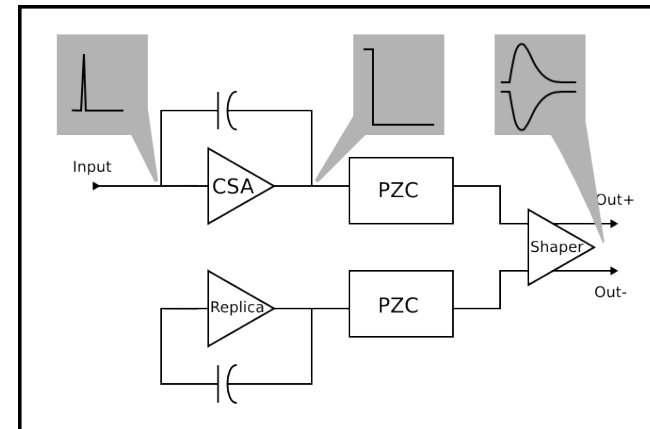 Input
CSA
PZC
Out+
Shaper
Replica
PZC
Out-